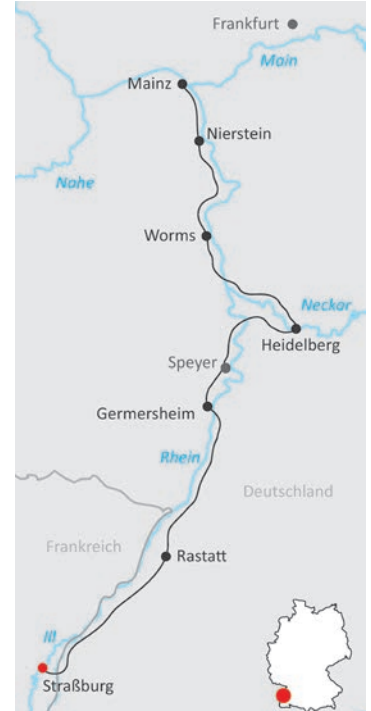 Frankfurt
Main
Mainz
Nierstein
Nahe
Worms
Neckar
Heidelberg
Speyer
Germersheim
Rhein
Deutschland
Frankreich
Rastatt
Ill
Straßburg